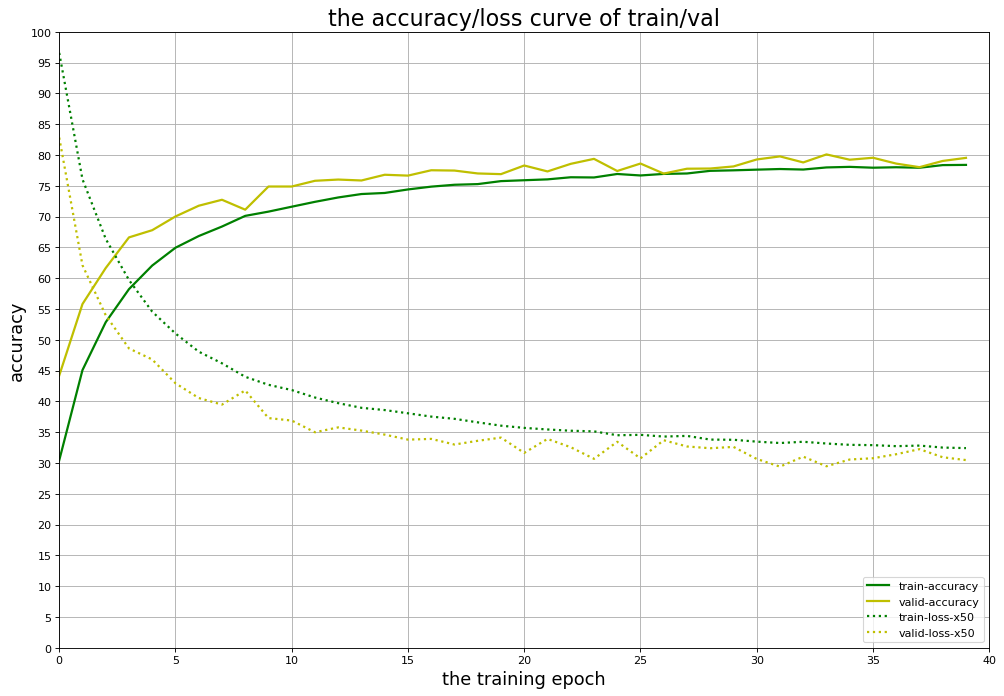 the accuracy/loss curve of train/val
accuracy
100
95
90
85
80
75
70
65
60
55
50
45
40
35
30
25
20
15
10
5
0
train-accuracy
valid-accuracy
train-loss-x50
valid-loss-x50
0 5 10 15 20 25 30 35 40
the training epoch